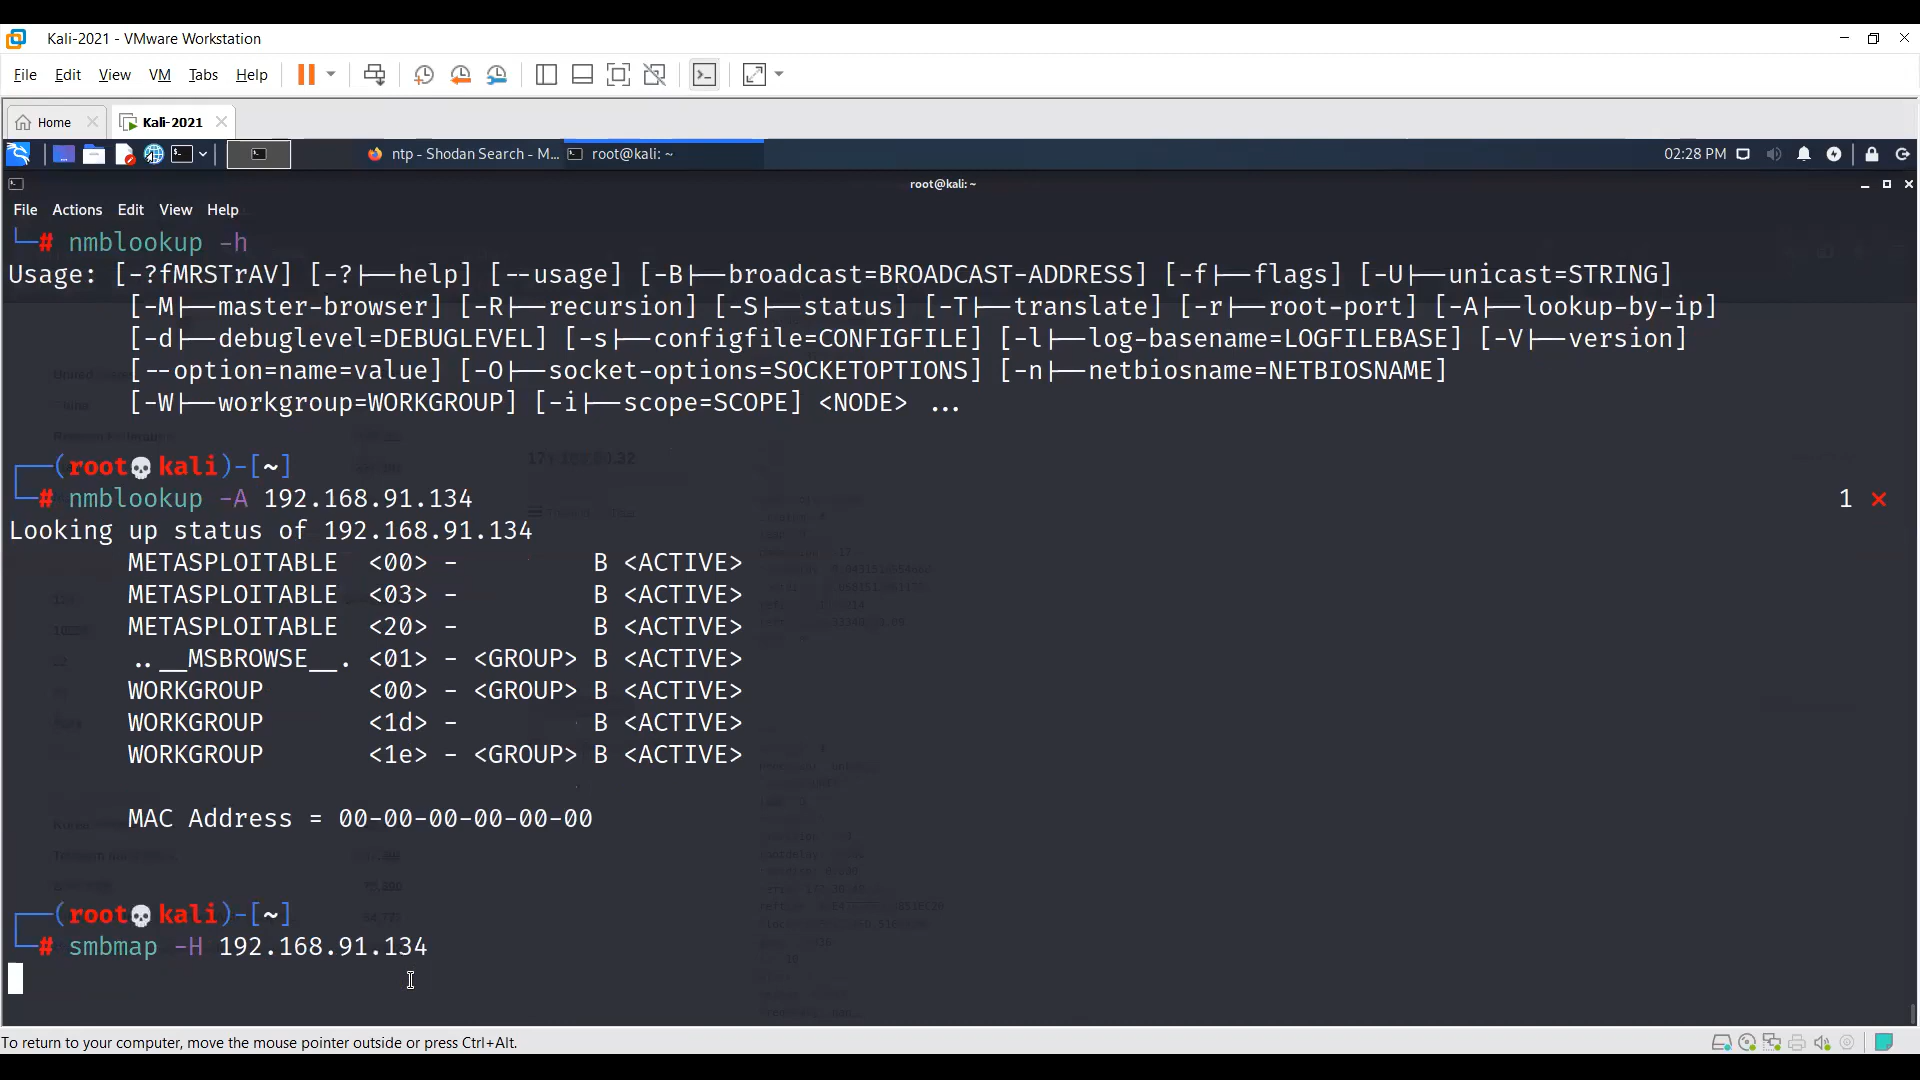 Kali-2021 - VMware Workstation
File Edit View VM Tabs Help
Home Kali-2021
ntp - Shodan Search - M... root@kali: ~ 02:28 PM
root@kali: ~
File Actions Edit View Help
└─# nmblookup -h
Usage: [-?fMRSTrAV] [-?|--help] [--usage] [-B|--broadcast=BROADCAST-ADDRESS] [-f|--flags] [-U|--unicast=STRING]
[-M|--master-browser] [-R|--recursion] [-S|--status] [-T|--translate] [-r|--root-port] [-A|--lookup-by-ip]
[-d|--debuglevel=DEBUGLEVEL] [-s|--configfile=CONFIGFILE] [-l|--log-basename=LOGFILEBASE] [-V|--version]
[--option=name=value] [-O|--socket-options=SOCKETOPTIONS] [-n|--netbiosname=NETBIOSNAME]
[-W|--workgroup=WORKGROUP] [-i|--scope=SCOPE] <NODE> ...
┌──(root💀kali)-[~]
└─# nmblookup -A 192.168.91.134 1 ⨯
Looking up status of 192.168.91.134
METASPLOITABLE <00> - B <ACTIVE>
METASPLOITABLE <03> - B <ACTIVE>
METASPLOITABLE <20> - B <ACTIVE>
..__MSBROWSE__. <01> - <GROUP> B <ACTIVE>
WORKGROUP <00> - <GROUP> B <ACTIVE>
WORKGROUP <1d> - B <ACTIVE>
WORKGROUP <1e> - <GROUP> B <ACTIVE>
MAC Address = 00-00-00-00-00-00
┌──(root💀kali)-[~]
└─# smbmap -H 192.168.91.134
To return to your computer, move the mouse pointer outside or press Ctrl+Alt.